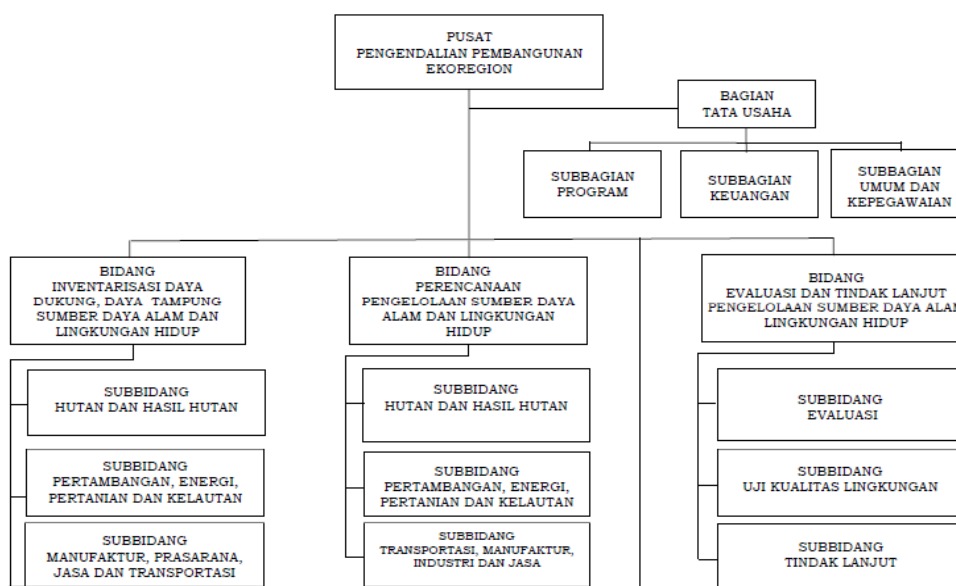 PUSAT
PENGENDALIAN PEMBANGUNAN
EKOREGION
BAGIAN
TATA USAHA
SUBBAGIAN
PROGRAM
SUBBAGIAN
KEUANGAN
SUBBAGIAN
UMUM DAN
KEPEGAWAIAN
BIDANG
INVENTARISASI DAYA
DUKUNG, DAYA TAMPUNG
SUMBER DAYA ALAM DAN
LINGKUNGAN HIDUP
BIDANG
PERENCANAAN
PENGELOLAAN SUMBER DAYA
ALAM DAN LINGKUNGAN
HIDUP
BIDANG
EVALUASI DAN TINDAK LANJUT
PENGELOLAAN SUMBER DAYA ALAM
LINGKUNGAN HIDUP
SUBBIDANG
HUTAN DAN HASIL HUTAN
SUBBIDANG
PERTAMBANGAN, ENERGI,
PERTANIAN DAN KELAUTAN
SUBBIDANG
MANUFAKTUR, PRASARANA,
JASA DAN TRANSPORTASI
SUBBIDANG
HUTAN DAN HASIL HUTAN
SUBBIDANG
PERTAMBANGAN, ENERGI,
PERTANIAN DAN KELAUTAN
SUBBIDANG
TRANSPORTASI, MANUFAKTUR,
INDUSTRI DAN JASA
SUBBIDANG
EVALUASI
SUBBIDANG
UJI KUALITAS LINGKUNGAN
SUBBIDANG
TINDAK LANJUT